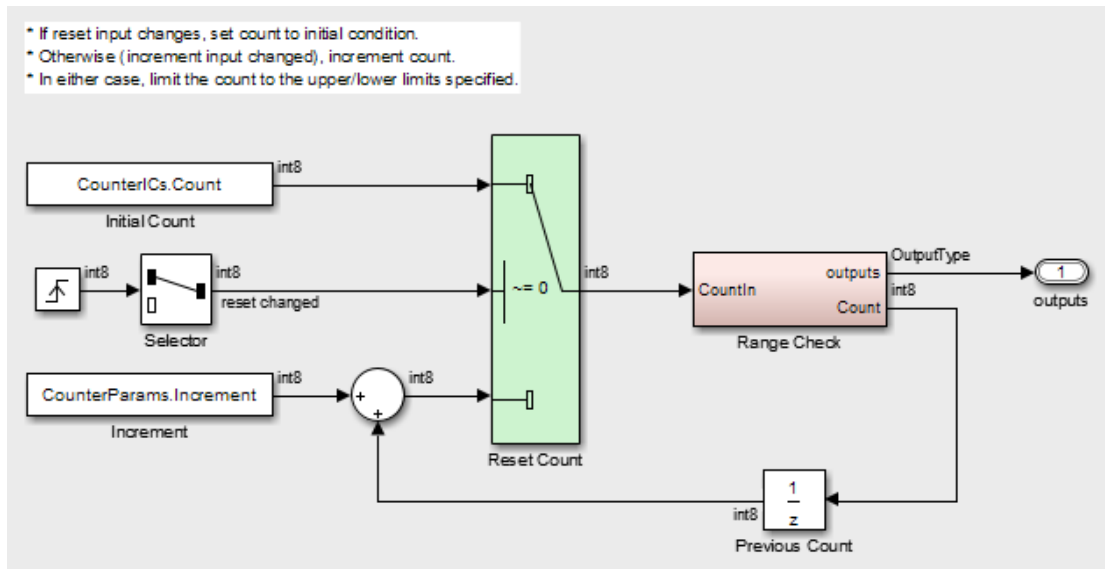 * If reset input changes, set count to initial condition.
* Otherwise (increment input changed), increment count.
* In either case, limit the count to the upper/lower limits specified.
CounterICs.Count
int8
Initial Count
int8
int8
reset changed
Selector
~= 0
int8
CountIn
outputs
Count
OutputType
int8
Range Check
1
outputs
CounterParams.Increment
int8
Increment
+
+
int8
Reset Count
int8
1
z
Previous Count